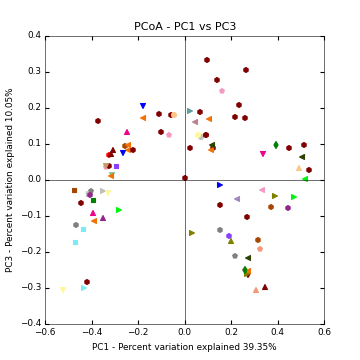 PCoA - PC1 vs PC3
0.4
0.3
0.2
0.1
0.0
−0.1
−0.2
−0.3
−0.4
PC3 - Percent variation explained 10.05%
−0.6 −0.4 −0.2 0.0 0.2 0.4 0.6
PC1 - Percent variation explained 39.35%